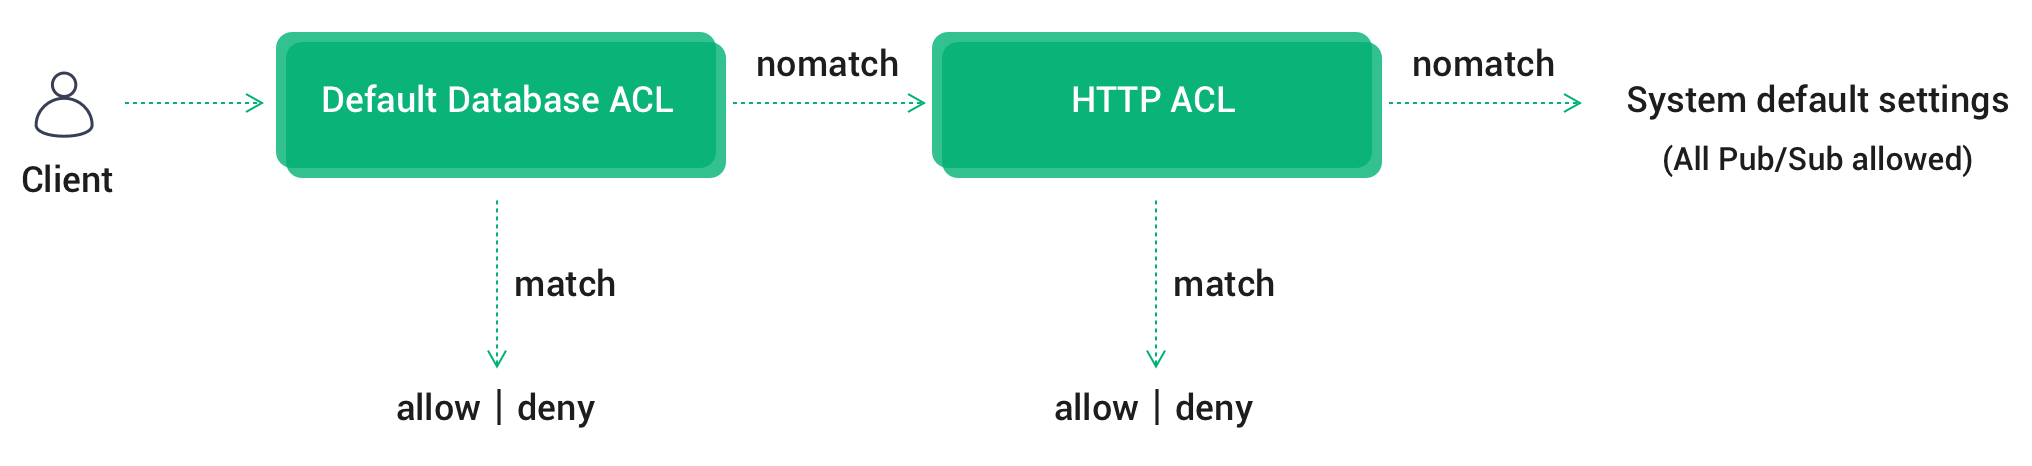 Client
Default Database ACL
nomatch
HTTP ACL
nomatch
System default settings
(All Pub/Sub allowed)
match
match
allow | deny
allow | deny